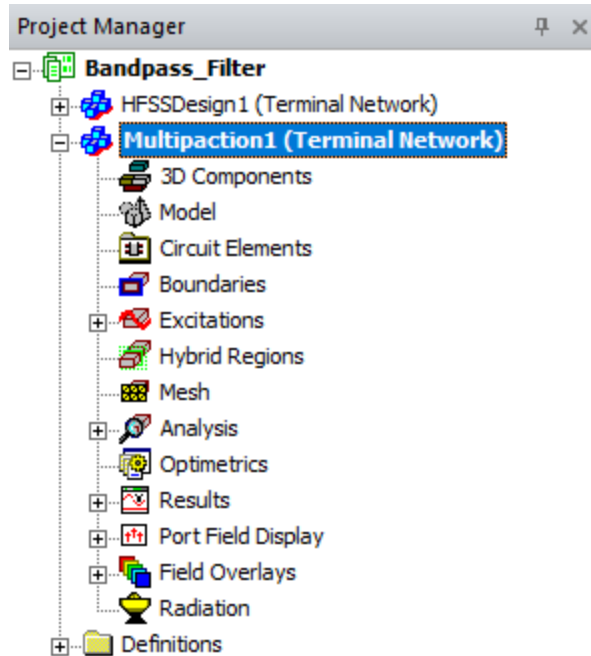 Project Manager
Bandpass_Filter
HFSSDesign1 (Terminal Network)
Multipaction1 (Terminal Network)
3D Components
Model
Circuit Elements
Boundaries
Excitations
Hybrid Regions
Mesh
Analysis
Optimetrics
Results
Port Field Display
Field Overlays
Radiation
Definitions